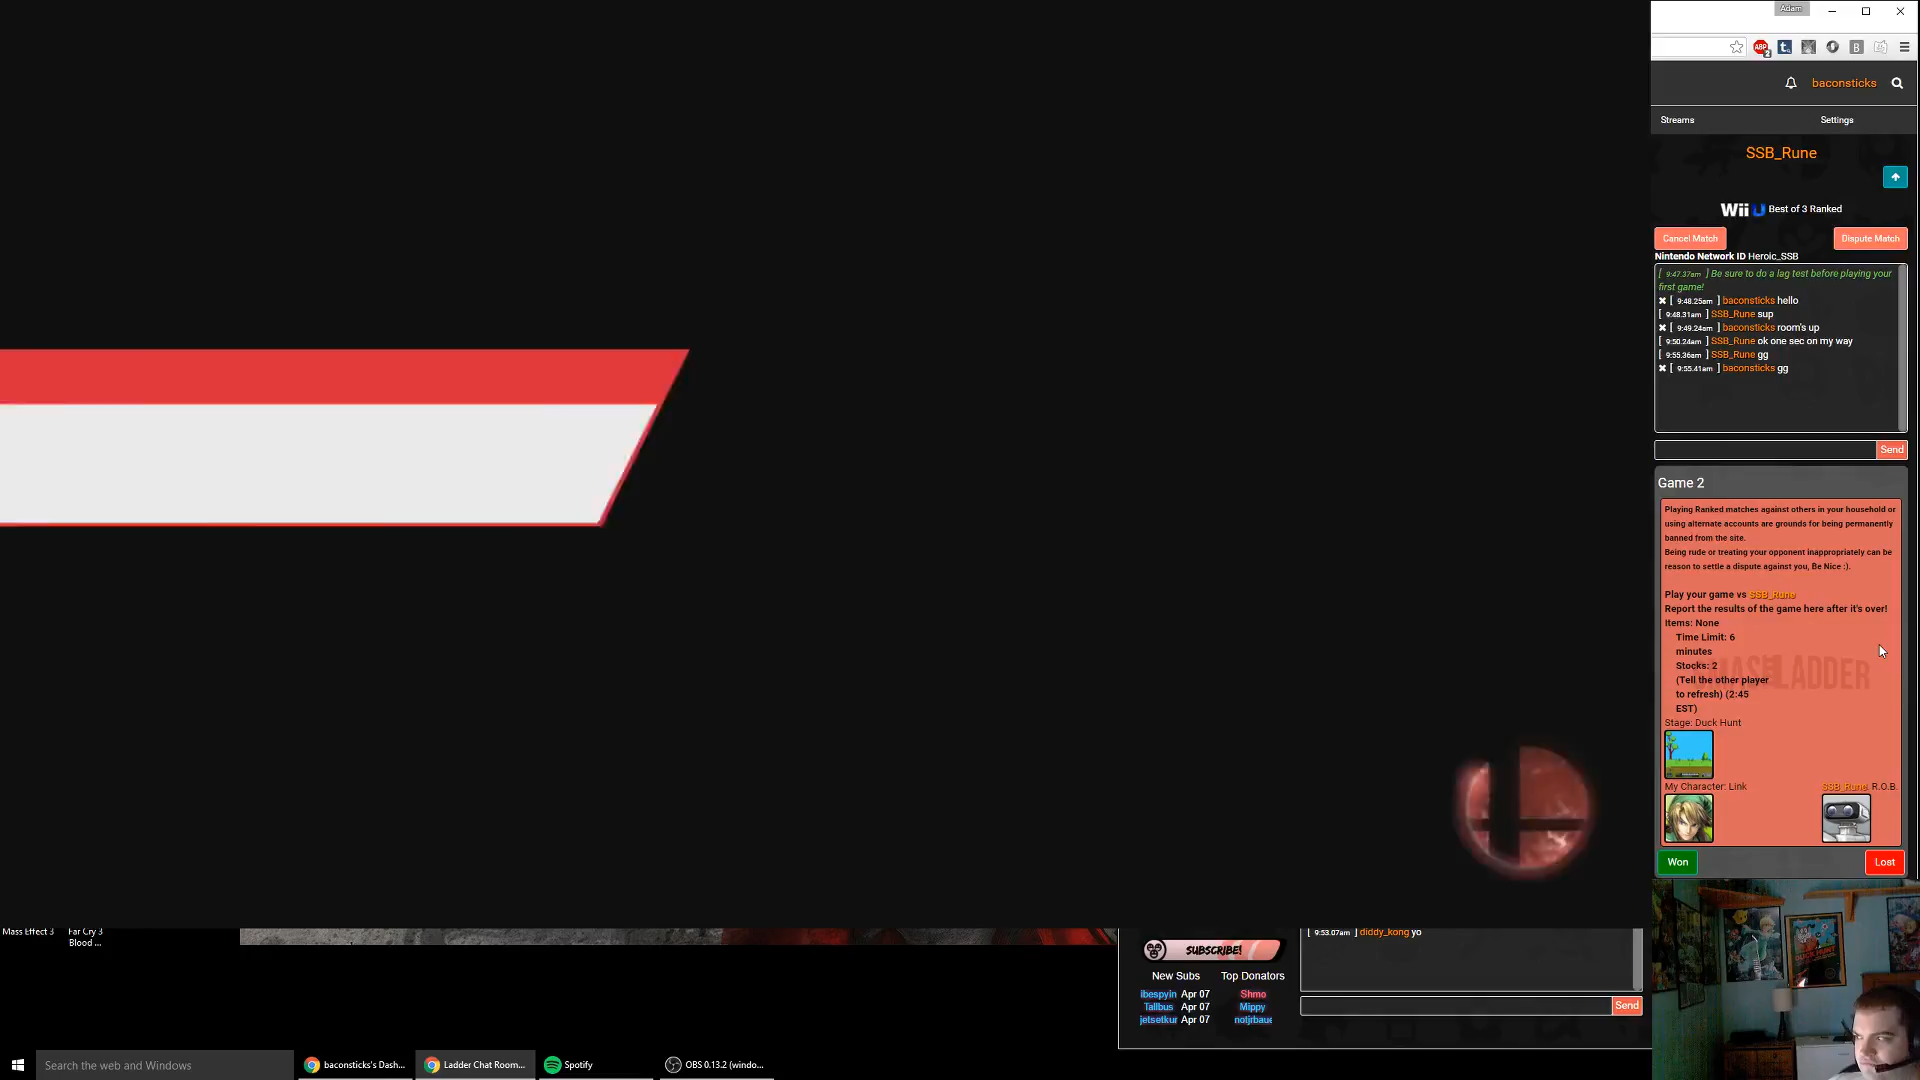 Adam
ABP
2
t
B
baconsticks
Streams
Settings
SSB_Rune
Wii U Best of 3 Ranked
Cancel Match
Dispute Match
Nintendo Network ID Heroic_SSB
[ 9:47.37am ] Be sure to do a lag test before playing your
first game!
✖ [ 9:48.25am ] baconsticks hello
[ 9:48.31am ] SSB_Rune sup
✖ [ 9:49.24am ] baconsticks room's up
[ 9:50.24am ] SSB_Rune ok one sec on my way
[ 9:55.36am ] SSB_Rune gg
✖ [ 9:55.41am ] baconsticks gg
Send
Game 2
Playing Ranked matches against others in your household or
using alternate accounts are grounds for being permanently
banned from the site.
Being rude or treating your opponent inappropriately can be
reason to settle a dispute against you, Be Nice :).
Play your game vs SSB_Rune
Report the results of the game here after it's over!
Items: None
Time Limit: 6
minutes
Stocks: 2
(Tell the other player
to refresh) (2:45
EST)
Stage: Duck Hunt
My Character: Link
SSB_Rune R.O.B.
Won
Lost
DUCK HUNT
Mass Effect 3
Far Cry 3
Blood ...
[ 9:53.07am ] diddy_kong yo
SUBSCRIBE!
New Subs
Top Donators
ibespyin Apr 07
Shmo
Tallbus Apr 07
Mippy
jetsetkur Apr 07
notjrbaue
Send
Search the web and Windows
baconsticks's Dash...
Ladder Chat Room...
Spotify
OBS 0.13.2 (windo...